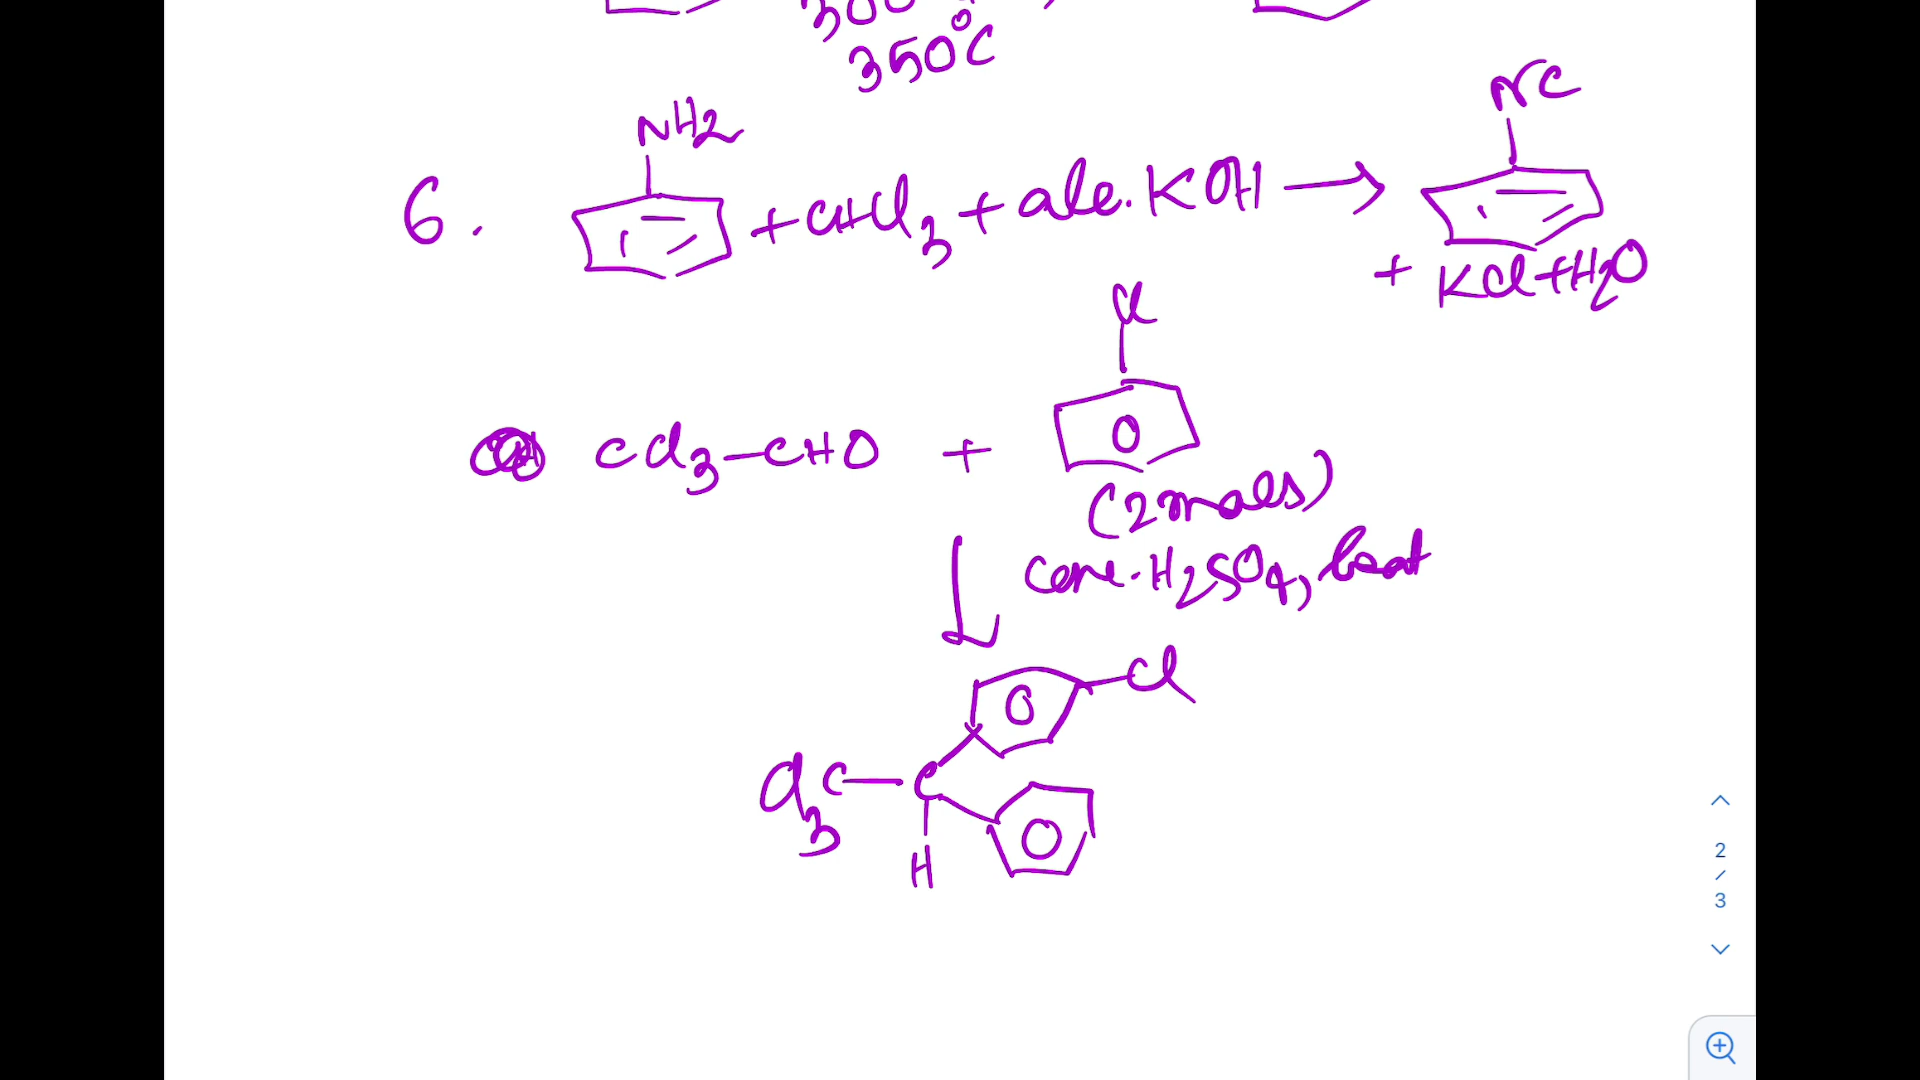 300
350°C
NH2
NC
6. + CHCl3 + alc. KOH →
+ KCl + H2O
Cl
CCl3-CHO +
(2 moles)
conc. H2SO4, heat
Cl
Cl3C-C
H
2
/
3